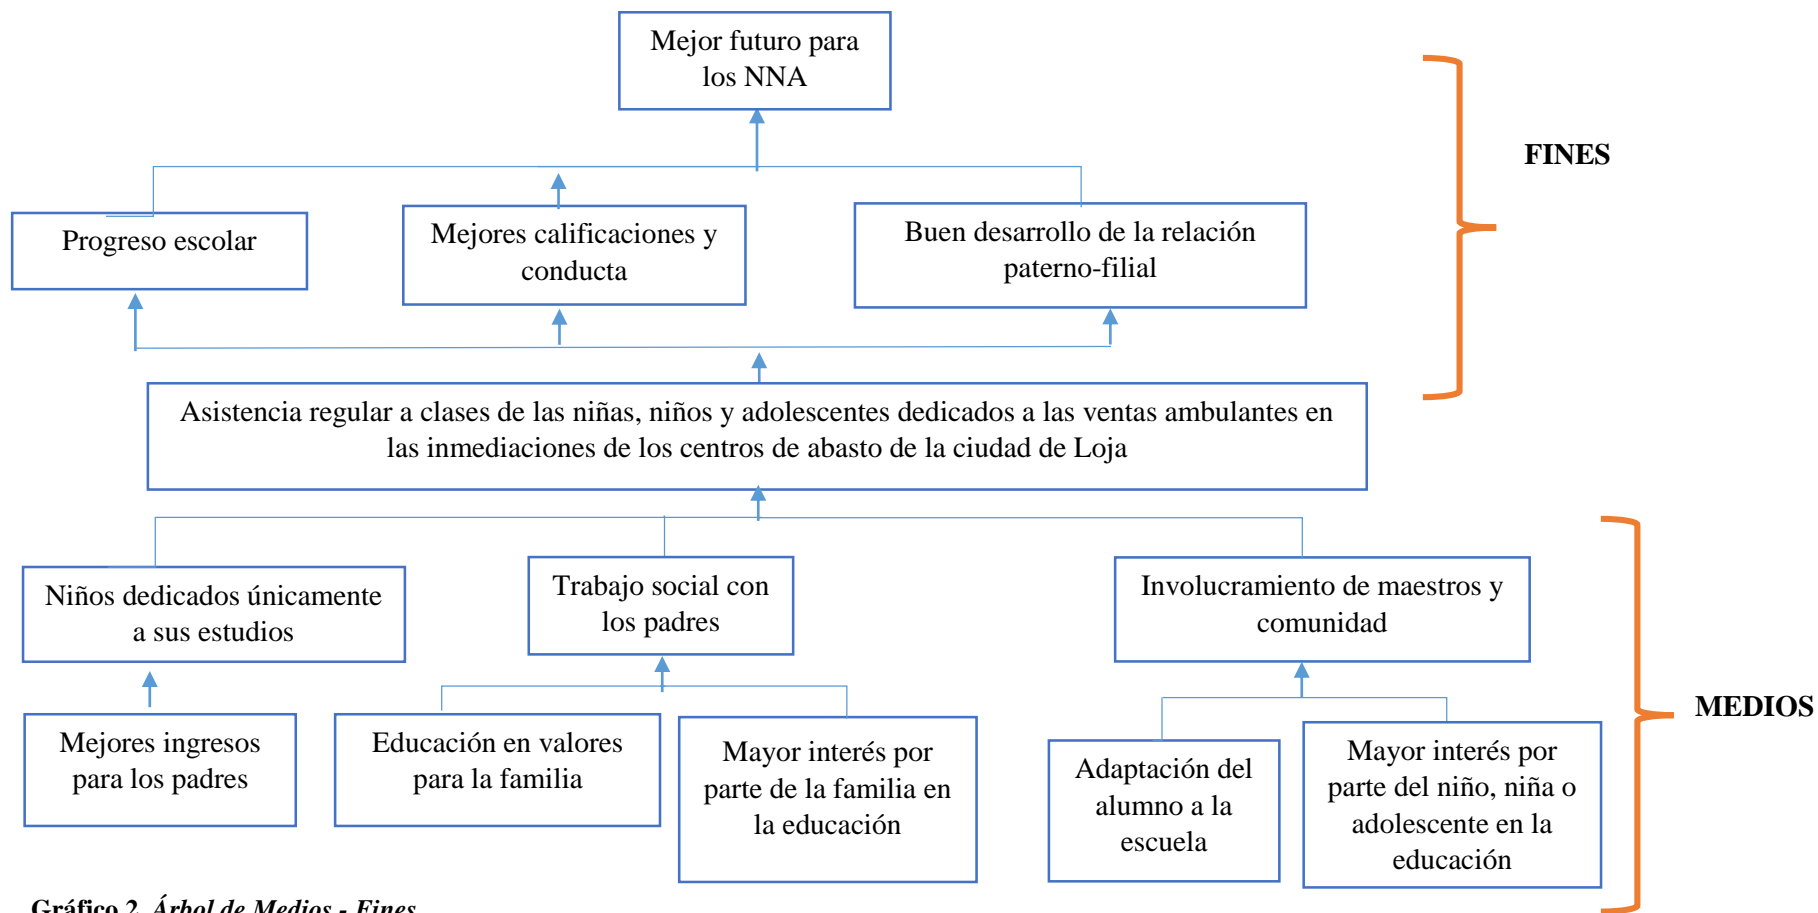 Mejor futuro para
los NNA
FINES
Progreso escolar
Mejores calificaciones y
conducta
Buen desarrollo de la relación
paterno-filial
Asistencia regular a clases de las niñas, niños y adolescentes dedicados a las ventas ambulantes en
las inmediaciones de los centros de abasto de la ciudad de Loja
Niños dedicados únicamente
a sus estudios
Trabajo social con
los padres
Involucramiento de maestros y
comunidad
MEDIOS
Mejores ingresos
para los padres
Educación en valores
para la familia
Mayor interés por
parte de la familia en
la educación
Adaptación del
alumno a la
escuela
Mayor interés por
parte del niño, niña o
adolescente en la
educación
Gráfico 2. Árbol de Medios - Fines